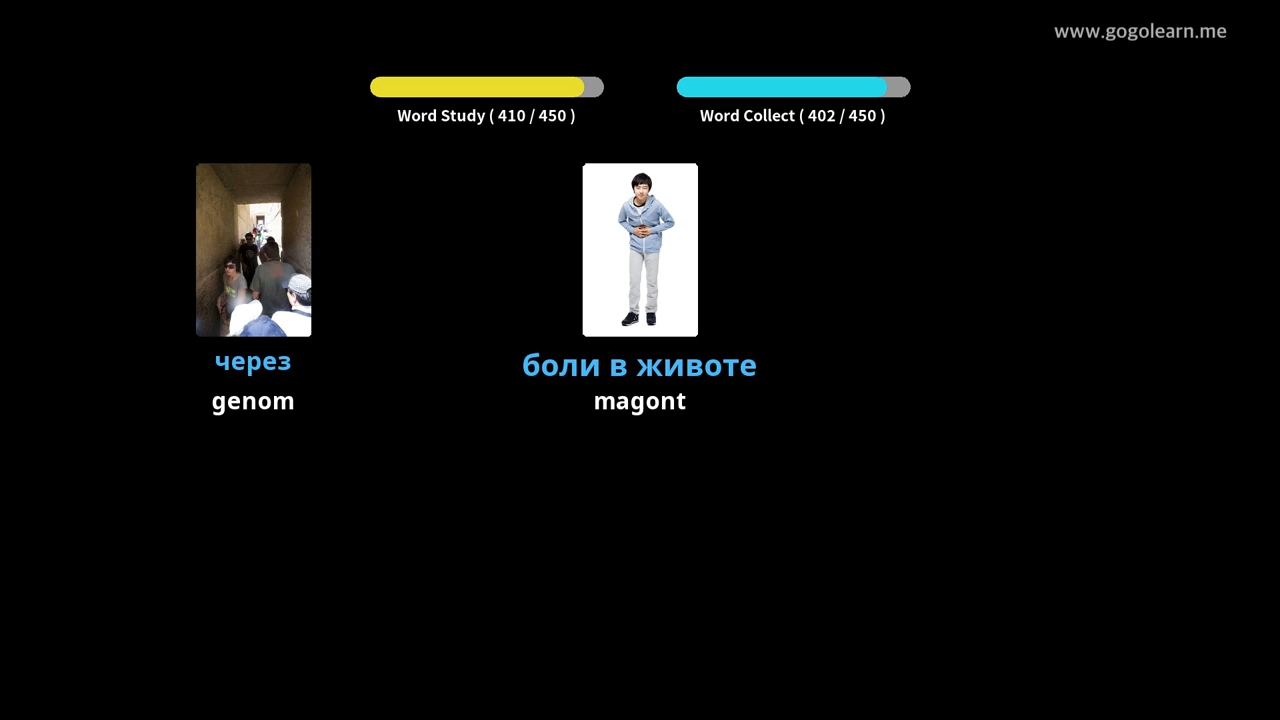 www.gogolearn.me
Word Study ( 410 / 450 )
Word Collect ( 402 / 450 )
через
genom
боли в животе
magont